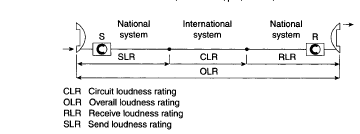 National International National
S system system system R
SLR CLR RLR
OLR
CLR Circuit loudness rating
OLR Overall loudness rating
RLR Receive loudness rating
SLR Send loudness rating